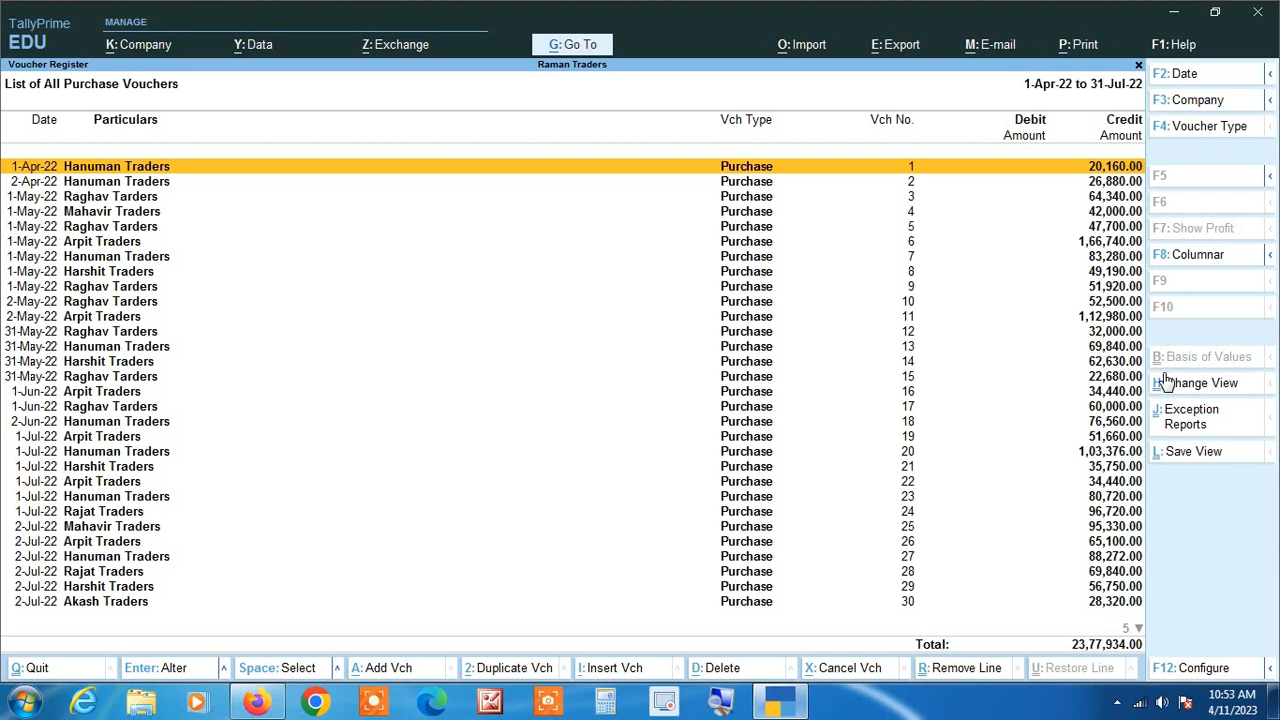 TallyPrime
EDU
MANAGE
K: Company
Y: Data
Z: Exchange
G: Go To
O: Import
E: Export
M: E-mail
P: Print
F1: Help
Voucher Register
Raman Traders
List of All Purchase Vouchers
1-Apr-22 to 31-Jul-22
Date Particulars Vch Type Vch No. Debit Credit
Amount Amount
1-Apr-22 Hanuman Traders Purchase 1 20,160.00
2-Apr-22 Hanuman Traders Purchase 2 26,880.00
1-May-22 Raghav Tarders Purchase 3 64,340.00
1-May-22 Mahavir Traders Purchase 4 42,000.00
1-May-22 Raghav Tarders Purchase 5 47,700.00
1-May-22 Arpit Traders Purchase 6 1,66,740.00
1-May-22 Hanuman Traders Purchase 7 83,280.00
1-May-22 Harshit Traders Purchase 8 49,190.00
1-May-22 Raghav Tarders Purchase 9 51,920.00
2-May-22 Raghav Tarders Purchase 10 52,500.00
2-May-22 Arpit Traders Purchase 11 1,12,980.00
31-May-22 Raghav Tarders Purchase 12 32,000.00
31-May-22 Hanuman Traders Purchase 13 69,840.00
31-May-22 Harshit Traders Purchase 14 62,630.00
31-May-22 Raghav Tarders Purchase 15 22,680.00
1-Jun-22 Arpit Traders Purchase 16 34,440.00
1-Jun-22 Raghav Tarders Purchase 17 60,000.00
2-Jun-22 Hanuman Traders Purchase 18 76,560.00
1-Jul-22 Arpit Traders Purchase 19 51,660.00
1-Jul-22 Hanuman Traders Purchase 20 1,03,376.00
1-Jul-22 Harshit Traders Purchase 21 35,750.00
1-Jul-22 Arpit Traders Purchase 22 34,440.00
1-Jul-22 Hanuman Traders Purchase 23 80,720.00
1-Jul-22 Rajat Traders Purchase 24 96,720.00
2-Jul-22 Mahavir Traders Purchase 25 95,330.00
2-Jul-22 Arpit Traders Purchase 26 65,100.00
2-Jul-22 Hanuman Traders Purchase 27 88,272.00
2-Jul-22 Rajat Traders Purchase 28 69,840.00
2-Jul-22 Harshit Traders Purchase 29 56,750.00
2-Jul-22 Akash Traders Purchase 30 28,320.00
5
Total: 23,77,934.00
F2: Date
F3: Company
F4: Voucher Type
F5
F6
F7: Show Profit
F8: Columnar
F9
F10
B: Basis of Values
H: Change View
J: Exception
Reports
L: Save View
Q: Quit
Enter: Alter
Space: Select
A: Add Vch
2: Duplicate Vch
I: Insert Vch
D: Delete
X: Cancel Vch
R: Remove Line
U: Restore Line
F12: Configure
10:53 AM
4/11/2023